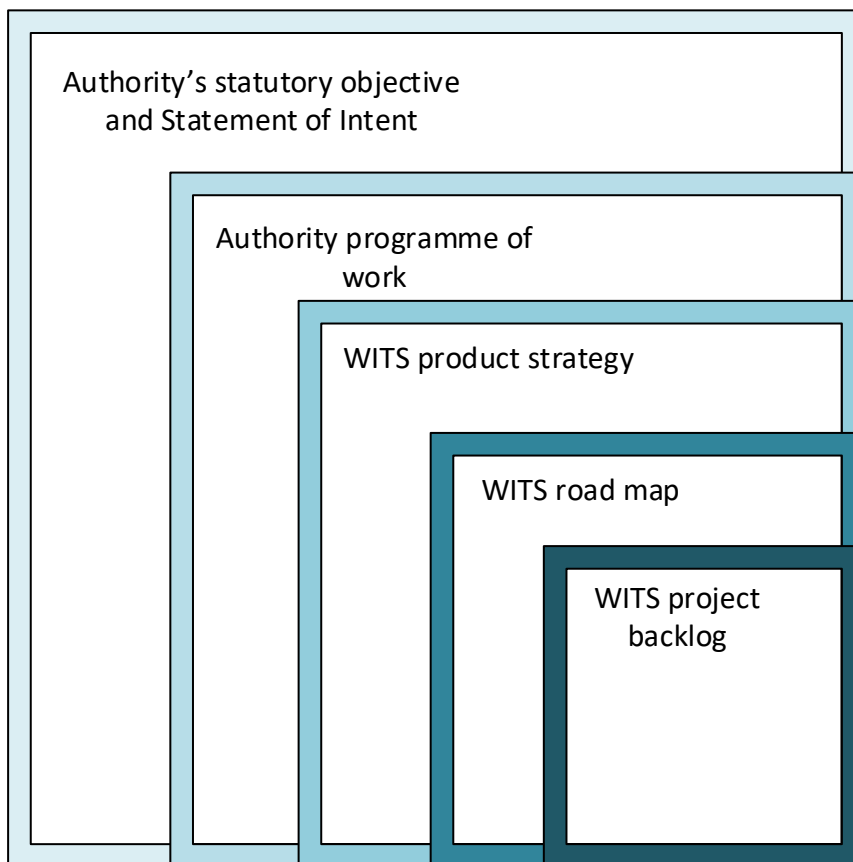 Authority’s statutory objective
and Statement of Intent
Authority programme of
work
WITS product strategy
WITS road map
WITS project
backlog